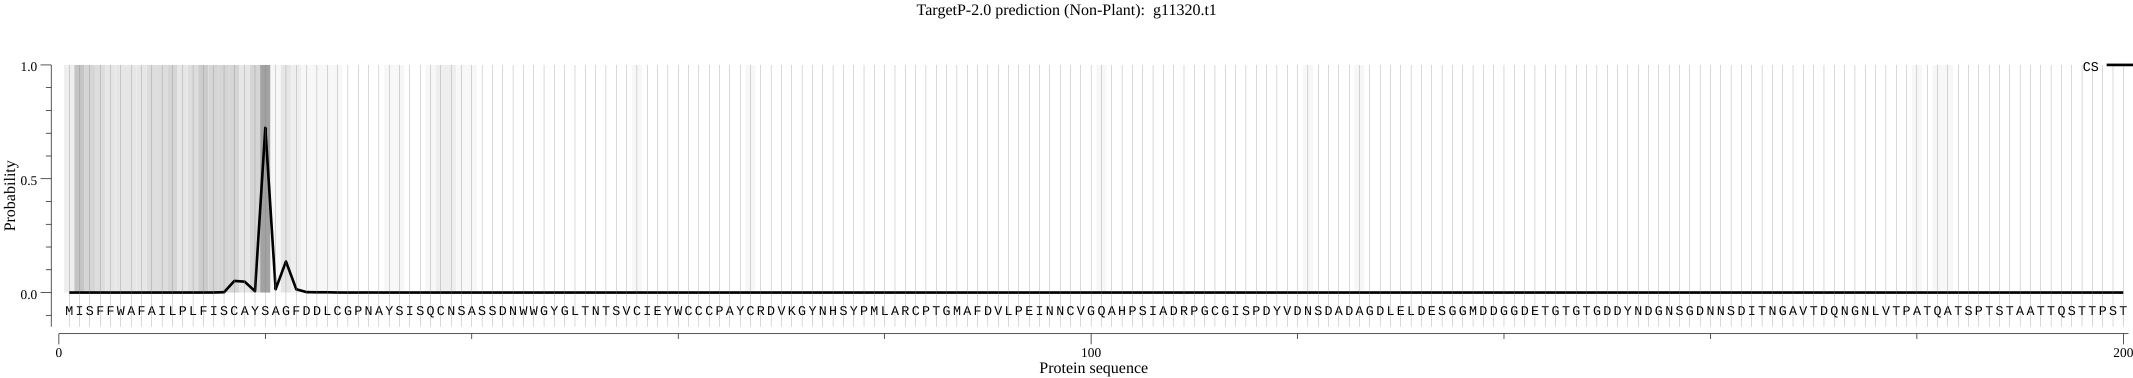 TargetP-2.0 prediction (Non-Plant): g11320.t1
1.0
CS
0.5
Probability
0.0
MISFFWAFAILPLFISCAYSAGFDDLCGPNAYSISQCNSASSDNWWGYGLTNTSVCIEYWCCCPAYCRDVKGYNHSYPMLARCPTGMAFDVLPEINNCVGQAHPSIADRPGCGISPDYVDNSDADAGDLELDESGGMDDGGDETGTGTGDDYNDGNSGDNNSDITNGAVTDQNGNLVTPATQATSPTSTAATTQSTTPST
0
100
200
Protein sequence